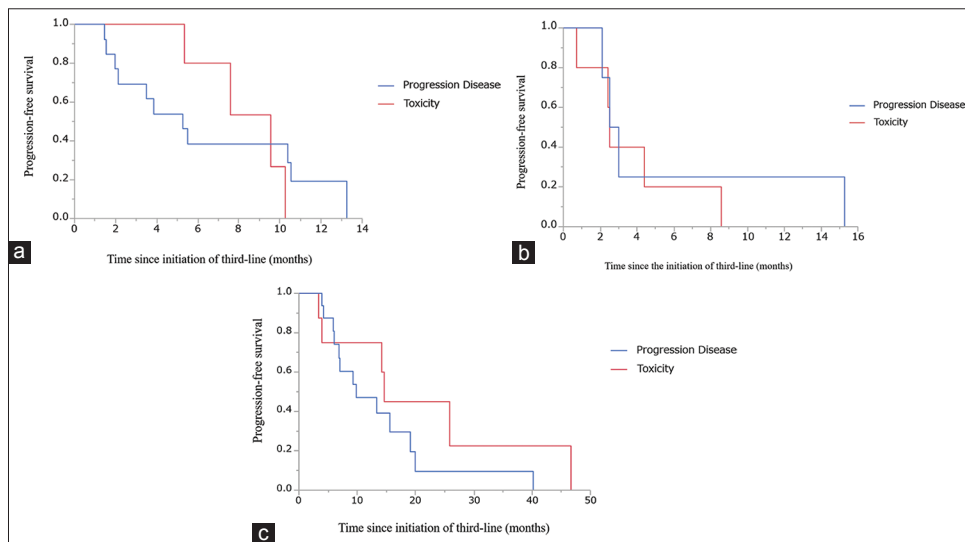 1.0
0.8
0.6
0.4
0.2
0.0
Progression-free survival
0 2 4 6 8 10 12 14
Time since initiation of third-line (months)
Progression Disease
Toxicity
a
1.0
0.8
0.6
0.4
0.2
0.0
Progression-free survival
0 2 4 6 8 10 12 14 16
Time since the initiation of third-line (months)
Progression Disease
Toxicity
b
1.0
0.8
0.6
0.4
0.2
0.0
Progression-free survival
0 10 20 30 40 50
Time since initiation of third-line (months)
Progression Disease
Toxicity
c